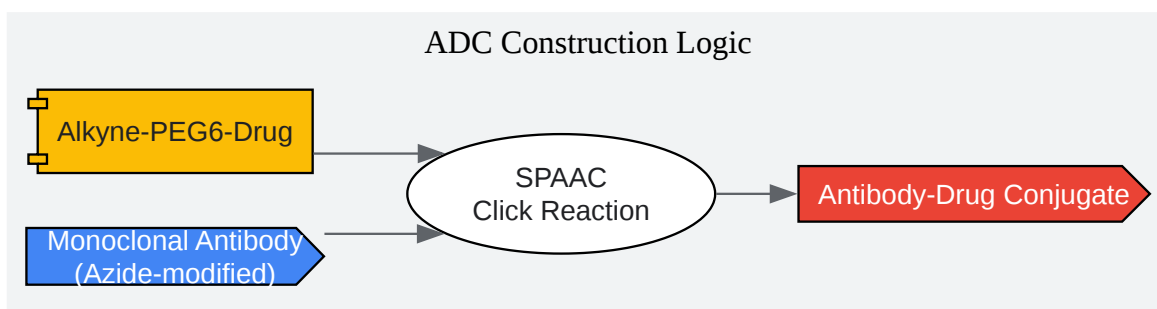 ADC Construction Logic
Alkyne-PEG6-Drug
SPAAC
Click Reaction
Antibody-Drug Conjugate
Monoclonal Antibody
(Azide-modified)